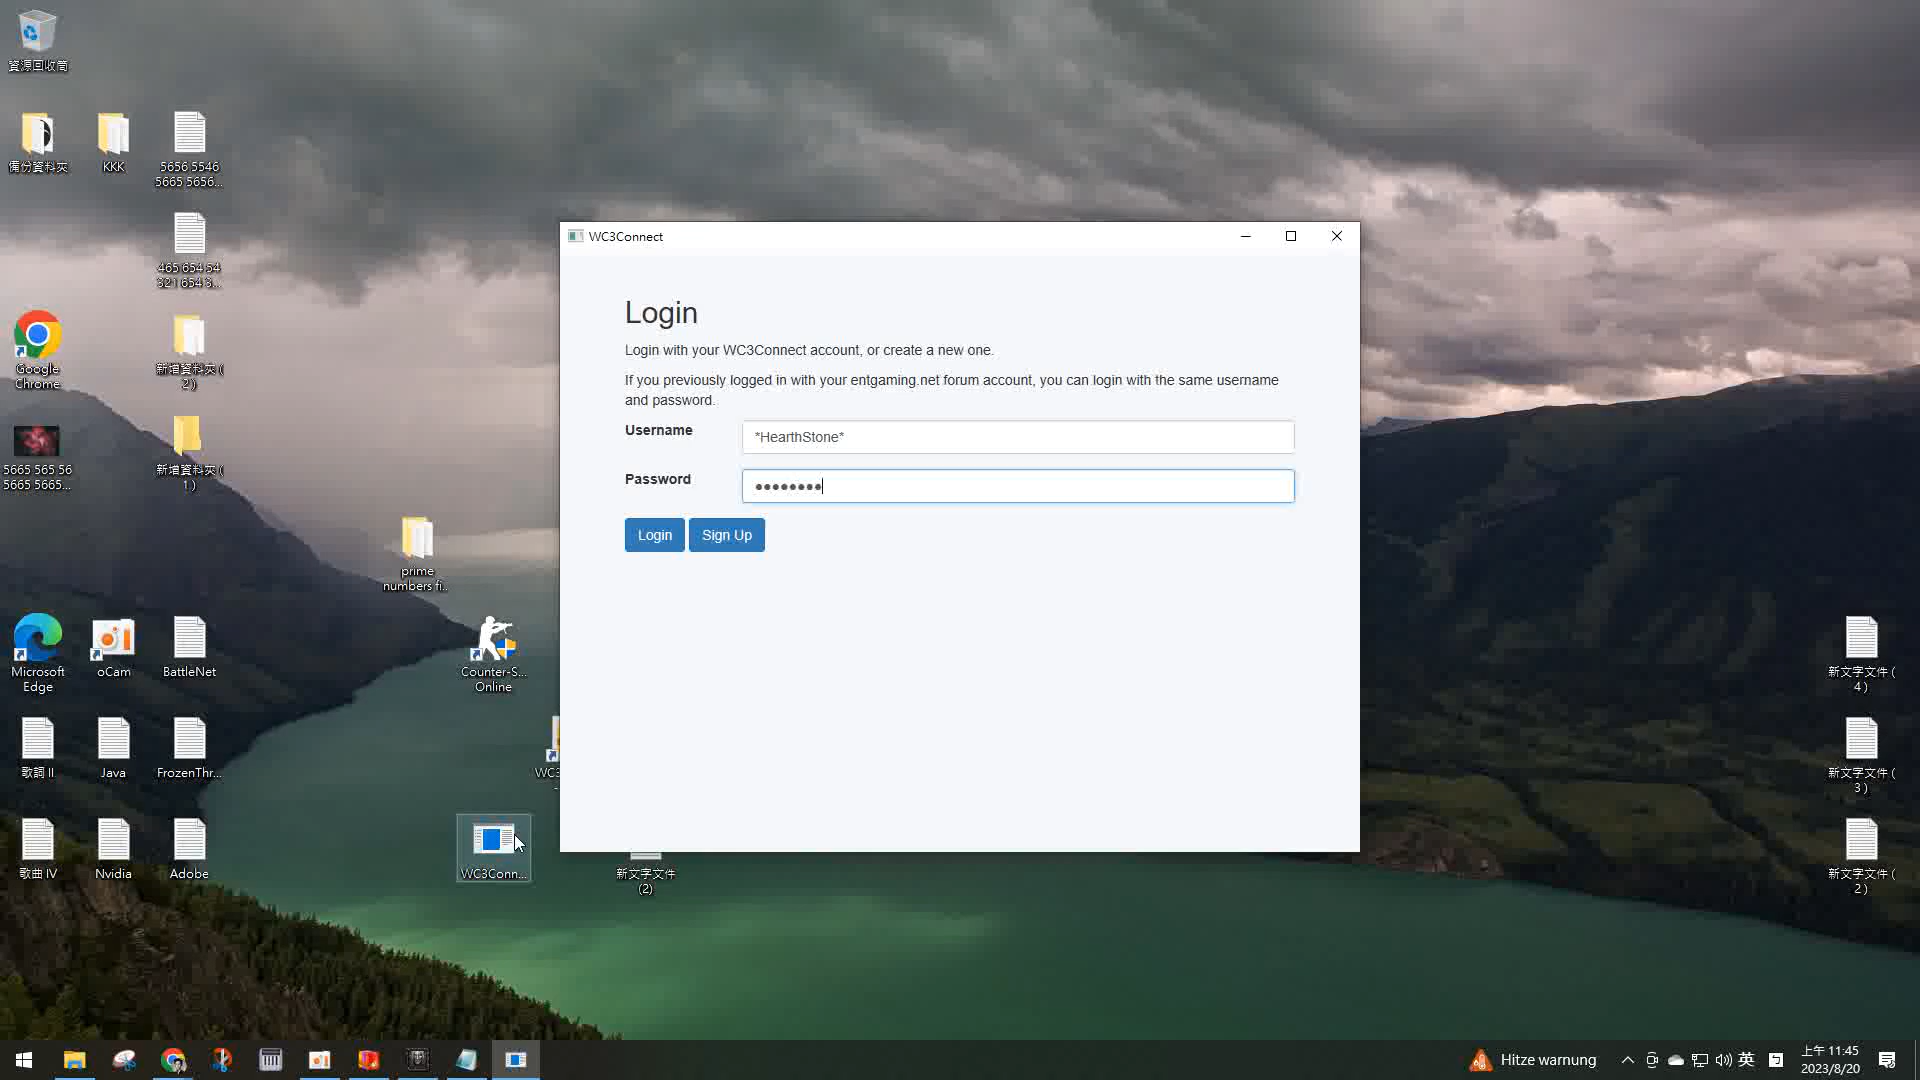 資源回收筒
備份資料夾
KKK
5656 5546
5665 5656...
465 654 54
321 654 3...
Google
Chrome
新增資料夾 (
2 )
5665 565 56
5665 5665...
新增資料夾 (
1 )
prime
numbers fi...
Microsoft
Edge
oCam
BattleNet
Counter-S...
Online
歌詞 II
Java
FrozenThr...
WC3
歌曲 IV
Nvidia
Adobe
WC3Conn...
新文字文件
(2)
WC3Connect
Login
Login with your WC3Connect account, or create a new one.
If you previously logged in with your entgaming.net forum account, you can login with the same username
and password.
Username
*HearthStone*
Password
●●●●●●●●
Login
Sign Up
新文字文件 (
4 )
新文字文件 (
3 )
新文字文件 (
2 )
Hitze warnung
英
上午 11:45
2023/8/20